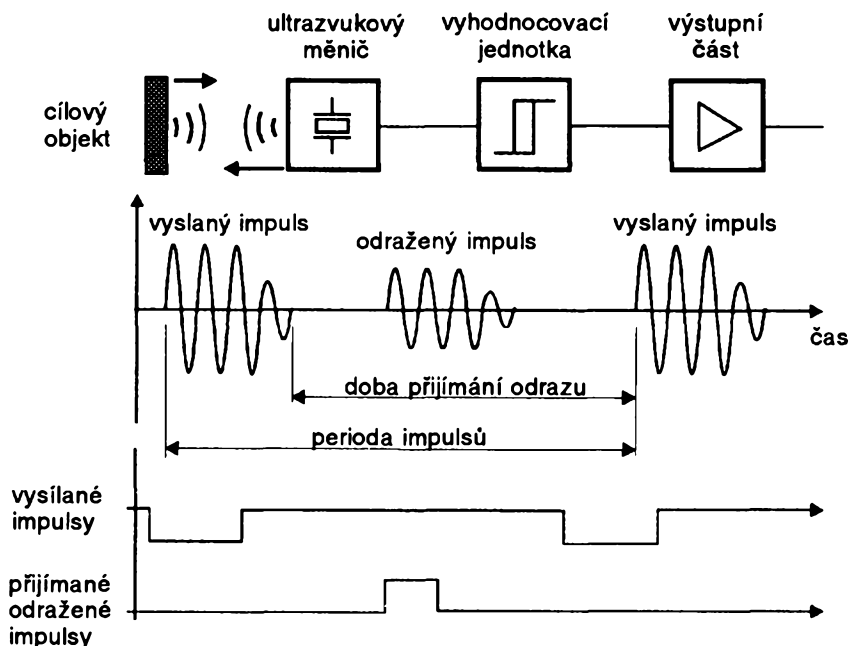 ultrazvukový
měnič
vyhodnocovací
jednotka
výstupní
část
cílový
objekt
vyslaný impuls
odražený impuls
vyslaný impuls
čas
doba přijímání odrazu
perioda impulsů
vysílané
impulsy
přijímané
odražené
impulsy